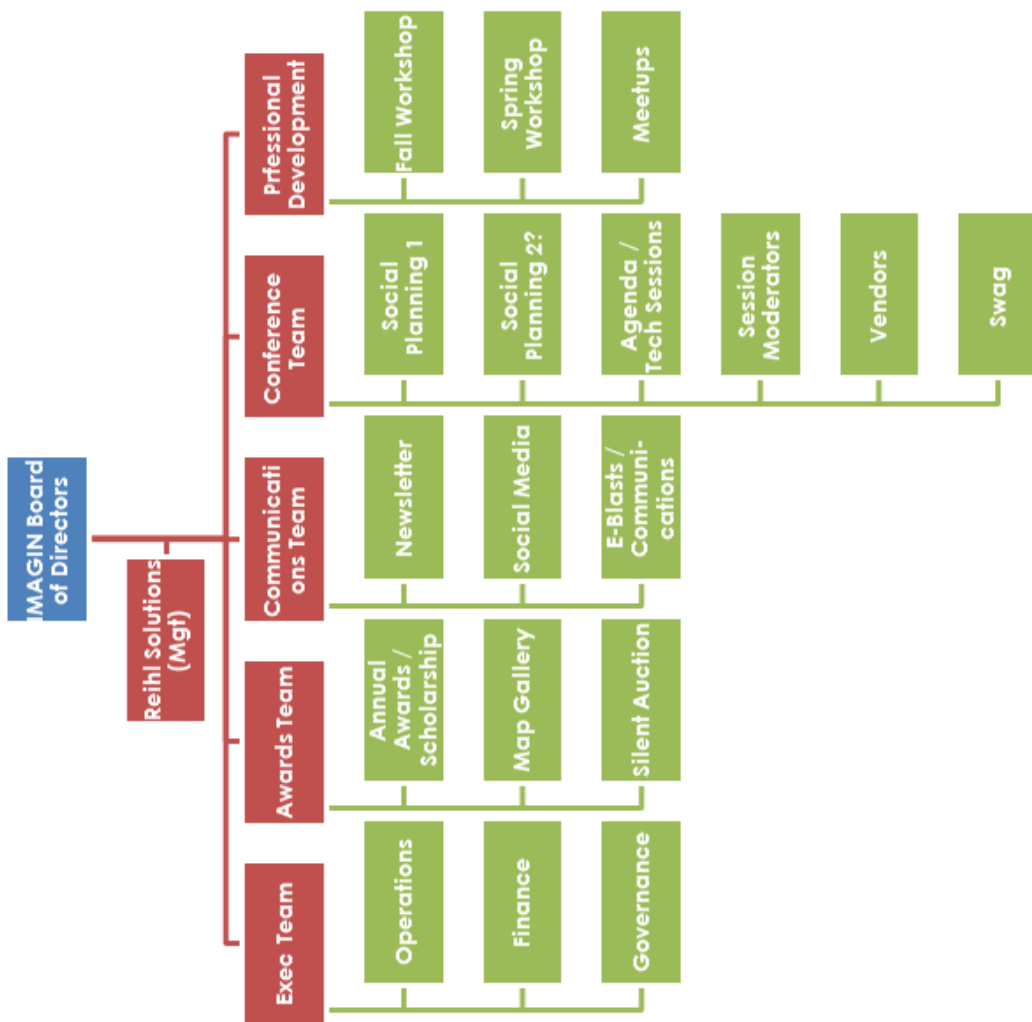 IMAGIN Board
of Directors
Reihl Solutions
(Mgt)
Exec Team
Operations
Finance
Governance
Awards Team
Annual
Awards /
Scholarship
Map Gallery
Silent Auction
Communicati
ons Team
Newsletter
Social Media
E-Blasts /
Communi-
cations
Conference
Team
Social
Planning 1
Social
Planning 2?
Agenda /
Tech Sessions
Session
Moderators
Vendors
Swag
Prfessional
Development
Fall Workshop
Spring
Workshop
Meetups